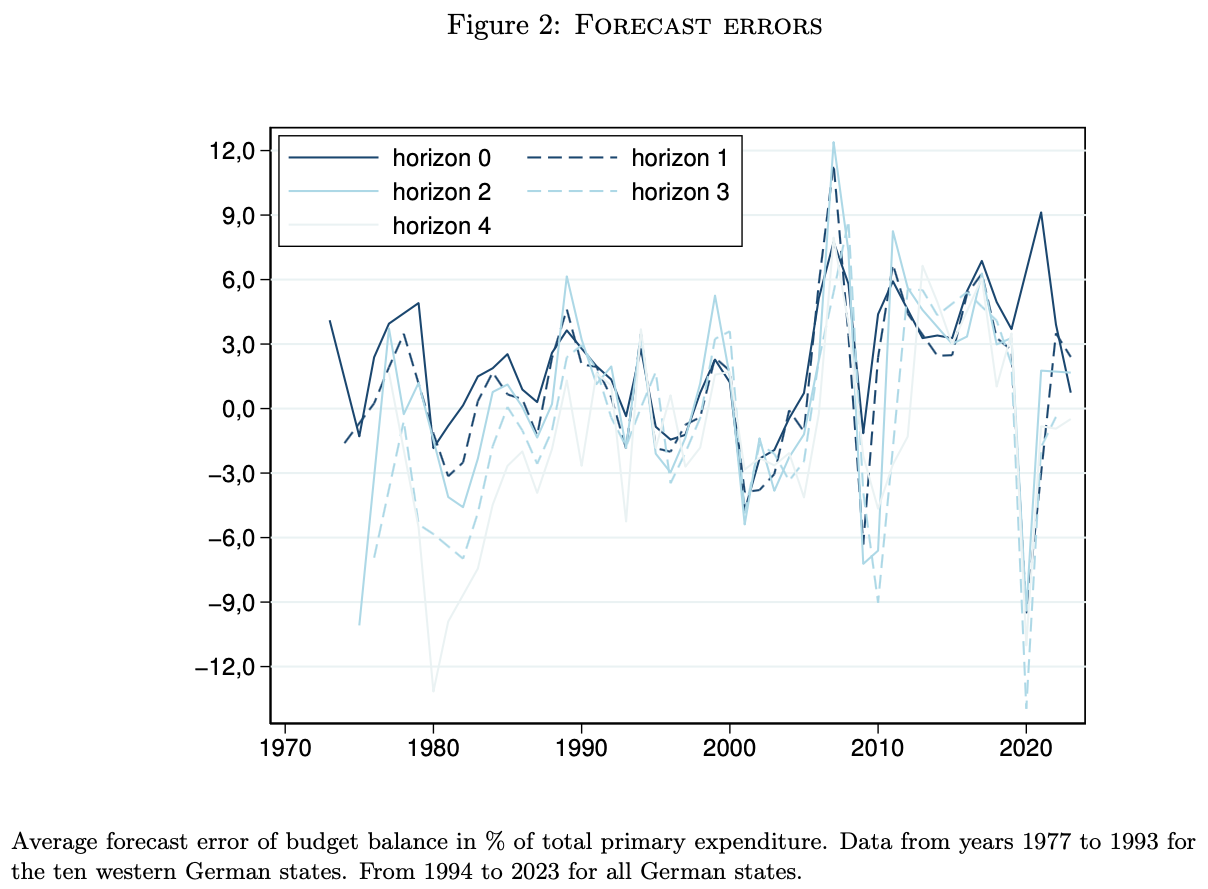 Figure 2: Forecast errors
horizon 0
horizon 1
horizon 2
horizon 3
horizon 4
12,0
9,0
6,0
3,0
0,0
−3,0
−6,0
−9,0
−12,0
1970
1980
1990
2000
2010
2020
Average forecast error of budget balance in % of total primary expenditure. Data from years 1977 to 1993 for
the ten western German states. From 1994 to 2023 for all German states.